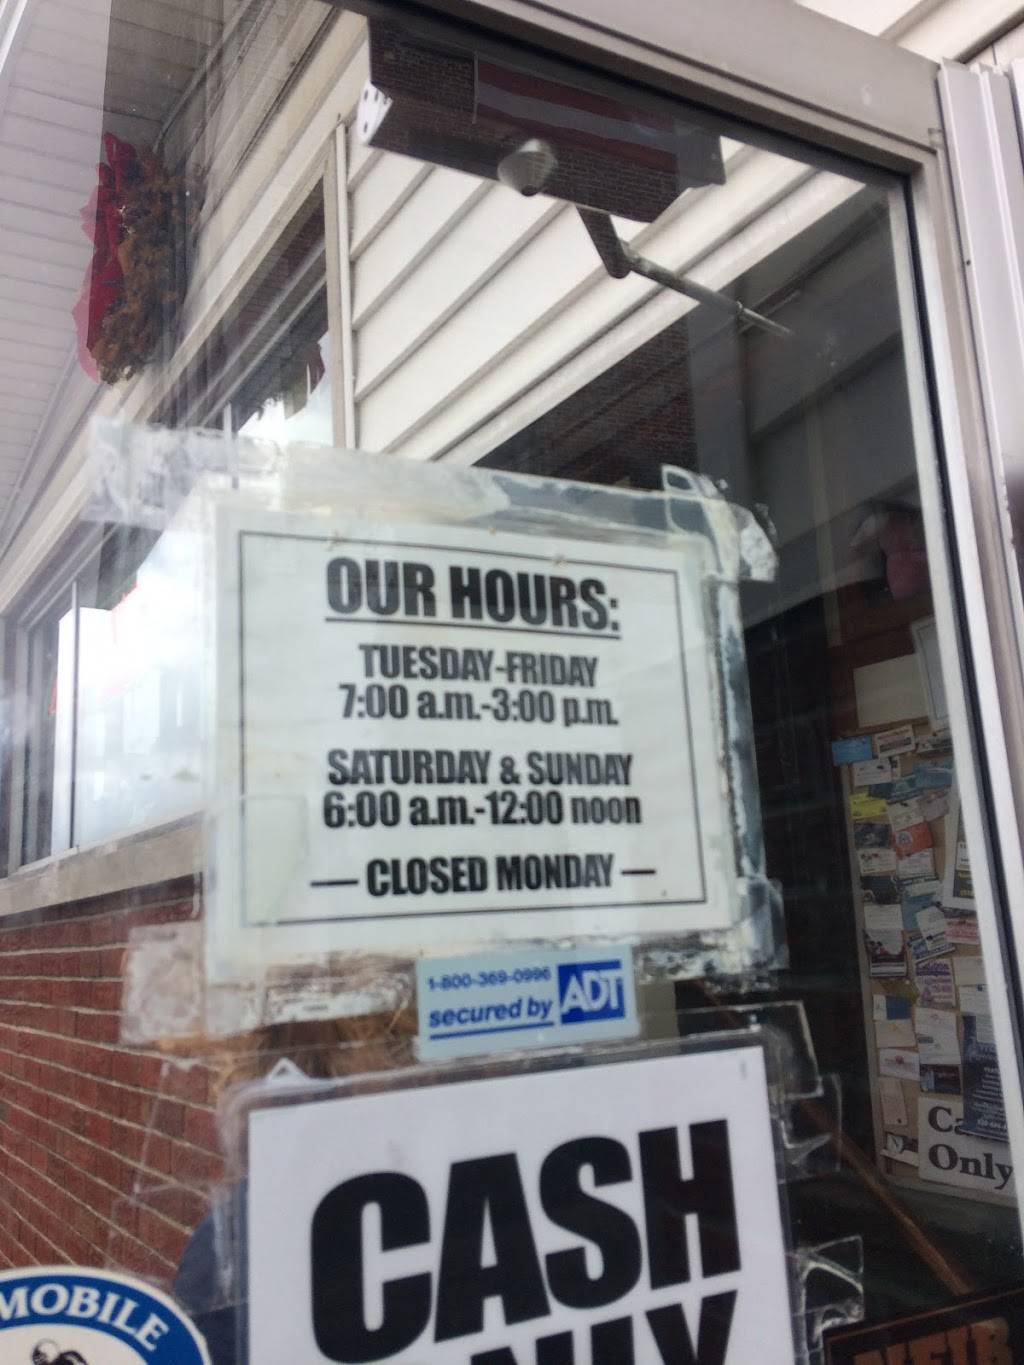 OUR HOURS:
TUESDAY-FRIDAY
7:00 a.m.-3:00 p.m.
SATURDAY & SUNDAY
6:00 a.m.-12:00 noon
— CLOSED MONDAY —
1-800-369-0996
secured by ADT
CASH
ONLY
MOBILE
Only